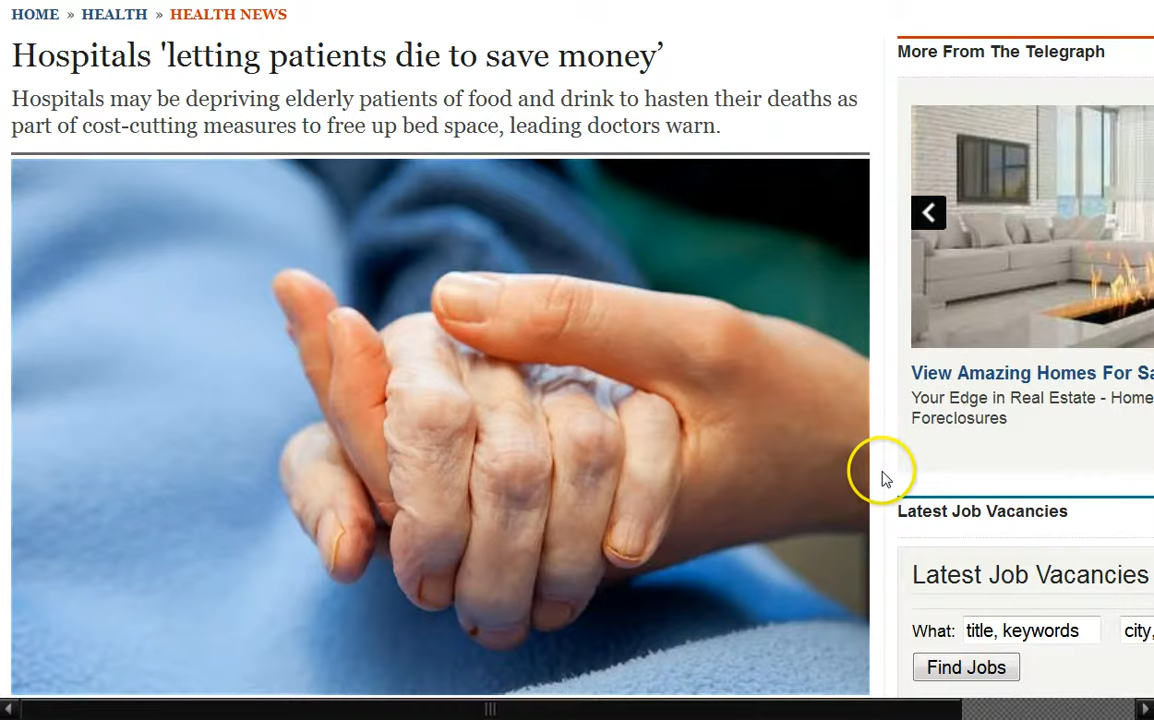 HOME » HEALTH » HEALTH NEWS
Hospitals 'letting patients die to save money’
Hospitals may be depriving elderly patients of food and drink to hasten their deaths as
part of cost-cutting measures to free up bed space, leading doctors warn.
More From The Telegraph
View Amazing Homes For Sa
Your Edge in Real Estate - Home
Foreclosures
Latest Job Vacancies
Latest Job Vacancies
What: title, keywords city,
Find Jobs